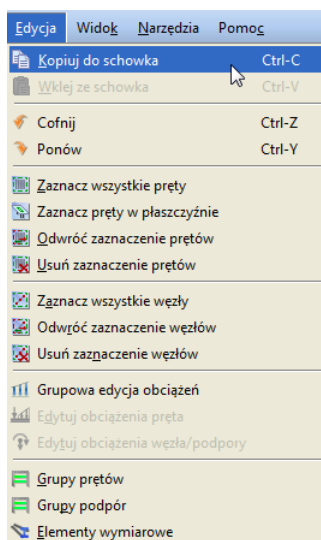 Edycja Widok Narzędzia Pomoc
Kopiuj do schowka Ctrl-C
Wklej ze schowka Ctrl-V
Cofnij Ctrl-Z
Ponów Ctrl-Y
Zaznacz wszystkie pręty
Zaznacz pręty w płaszczyźnie
Odwróć zaznaczenie prętów
Usuń zaznaczenie prętów
Zaznacz wszystkie węzły
Odwróć zaznaczenie węzłów
Usuń zaznaczenie węzłów
Grupowa edycja obciążeń
Edytuj obciążenia pręta
Edytuj obciążenia węzła/podpory
Grupy prętów
Grupy podpór
Elementy wymiarowe